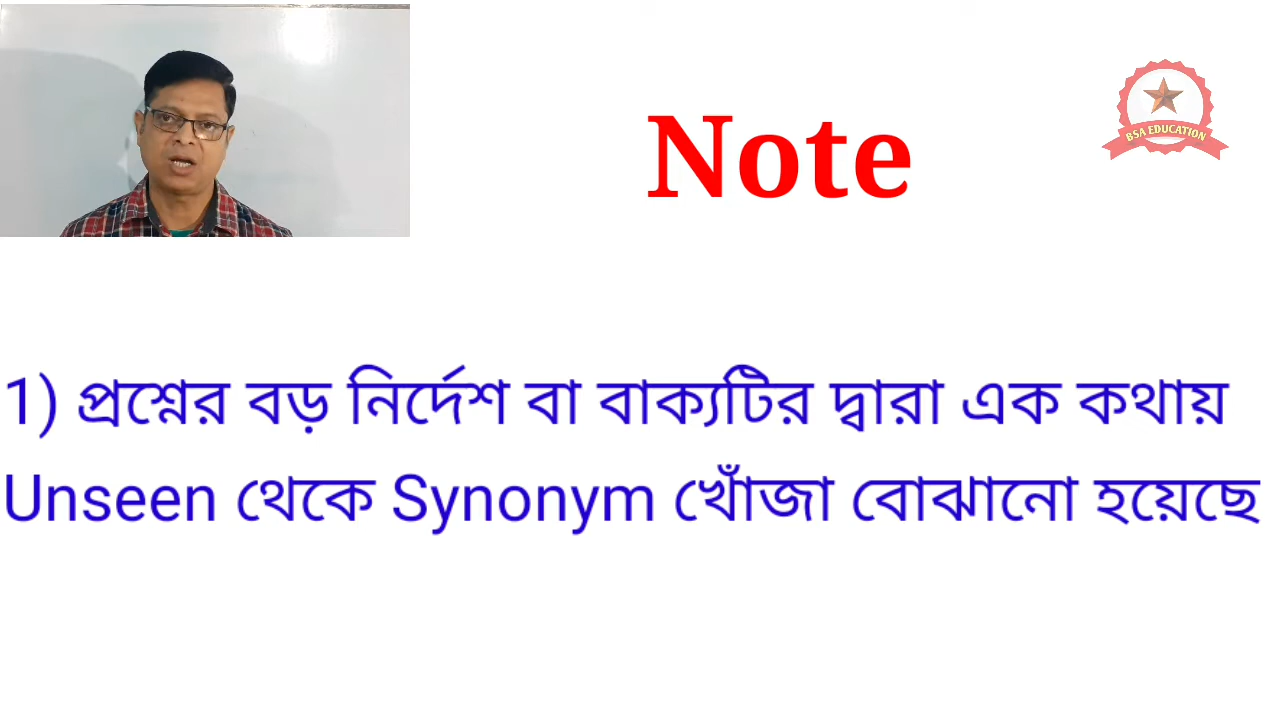 Note
BSA EDUCATION
1) প্রশ্নের বড় নির্দেশ বা বাক্যটির দ্বারা এক কথায়
Unseen থেকে Synonym খোঁজা বোঝানো হয়েছে